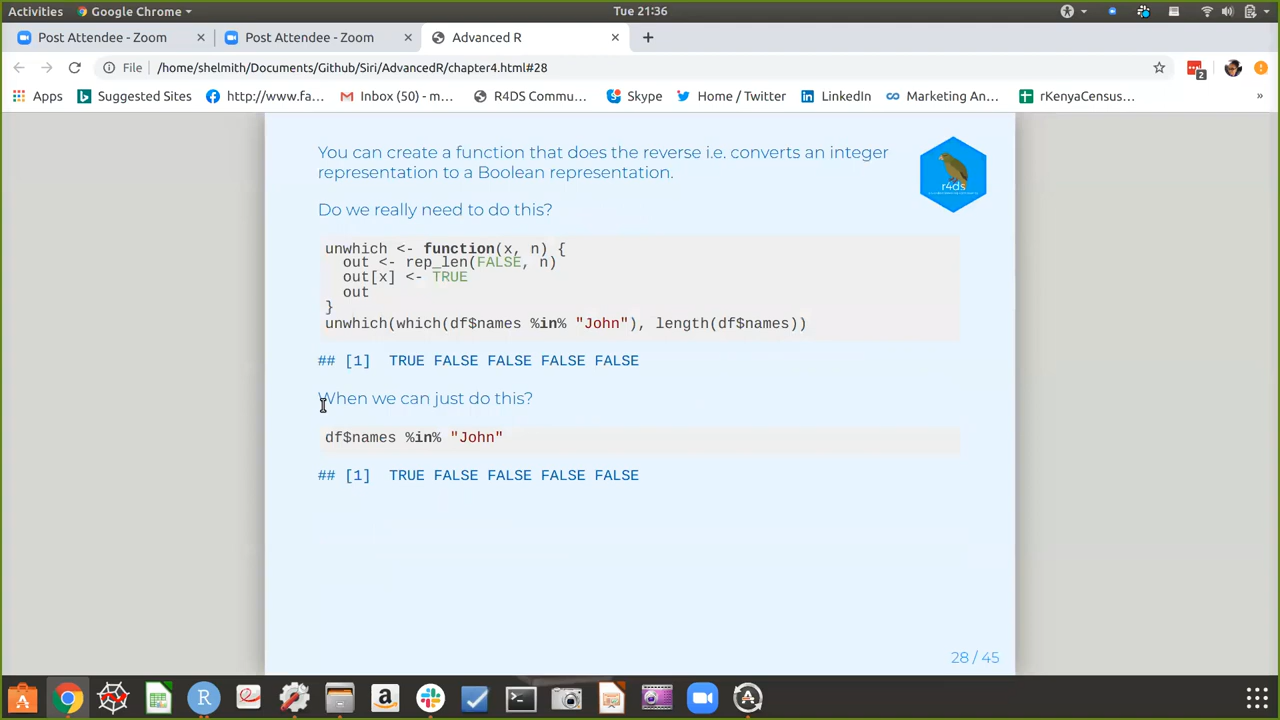 Activities
Google Chrome
Tue 21:36
Post Attendee - Zoom
Post Attendee - Zoom
Advanced R
File
/home/shelmith/Documents/Github/Siri/AdvancedR/chapter4.html#28
2
Apps
Suggested Sites
http://www.fa...
Inbox (50) - m...
R4DS Commu...
Skype
Home / Twitter
LinkedIn
Marketing An...
rKenyaCensus...
»
You can create a function that does the reverse i.e. converts an integer
representation to a Boolean representation.
r4ds
Do we really need to do this?
unwhich <- function(x, n) {
out <- rep_len(FALSE, n)
out[x] <- TRUE
out
}
unwhich(which(df$names %in% "John"), length(df$names))
## [1]  TRUE FALSE FALSE FALSE FALSE
When we can just do this?
df$names %in% "John"
## [1]  TRUE FALSE FALSE FALSE FALSE
28 / 45